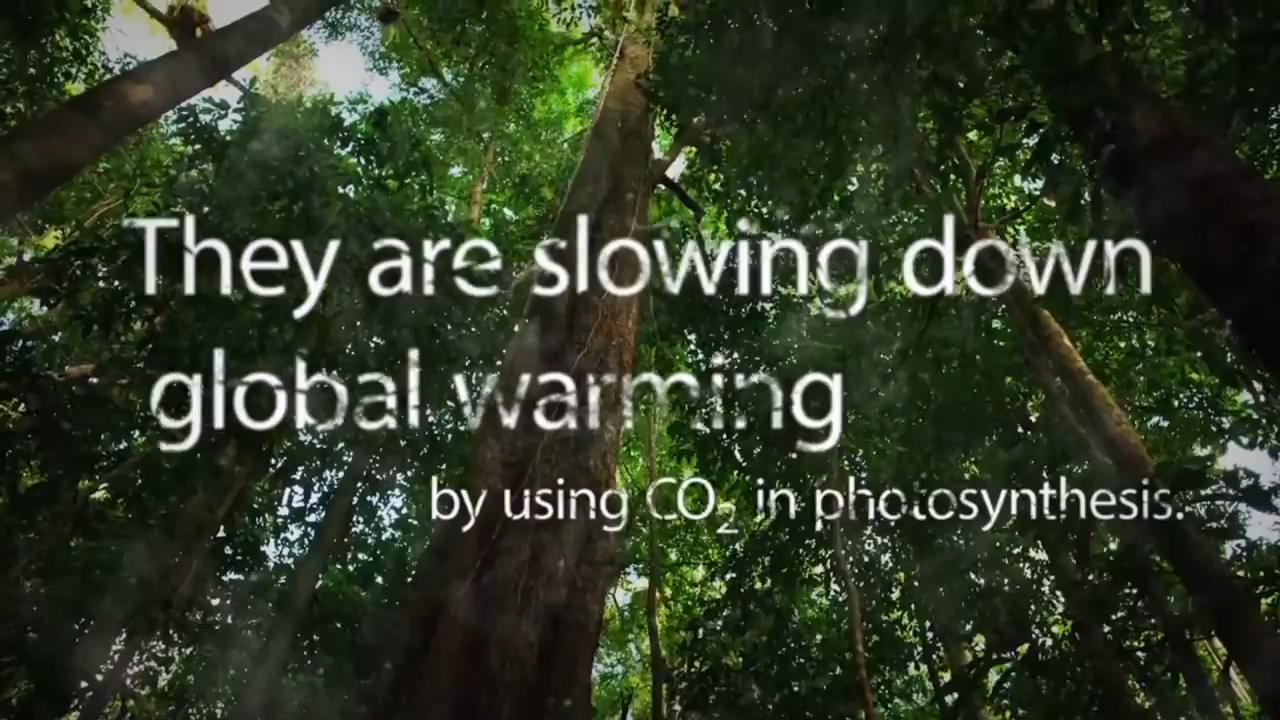 They are slowing down
global warming
by using CO₂ in photosynthesis.